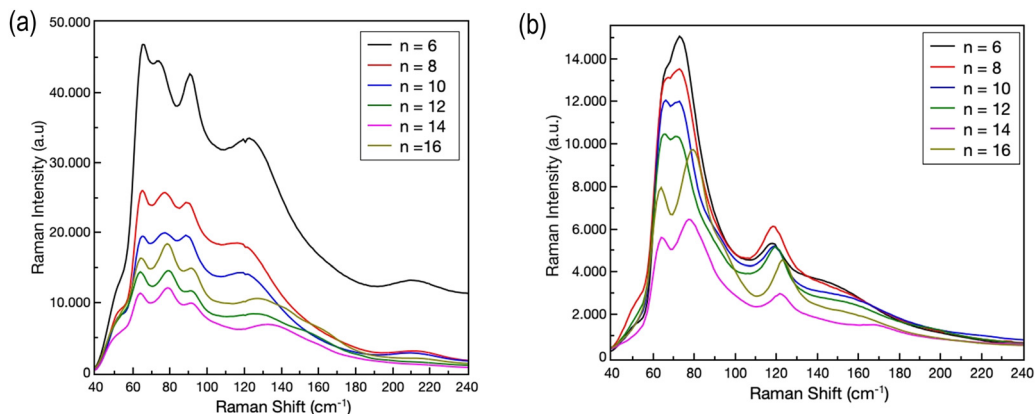 (a)
50.000
40.000
30.000
20.000
10.000
0
Raman Intensity (a.u)
40 60 80 100 120 140 160 180 200 220 240
Raman Shift (cm⁻¹)
n = 6
n = 8
n = 10
n = 12
n = 14
n =16
(b)
14.000
12.000
10.000
8.000
6.000
4.000
2.000
0
Raman Intensity (a.u.)
40 60 80 100 120 140 160 180 200 220 240
Raman Shift (cm⁻¹)
n = 6
n = 8
n = 10
n = 12
n = 14
n = 16